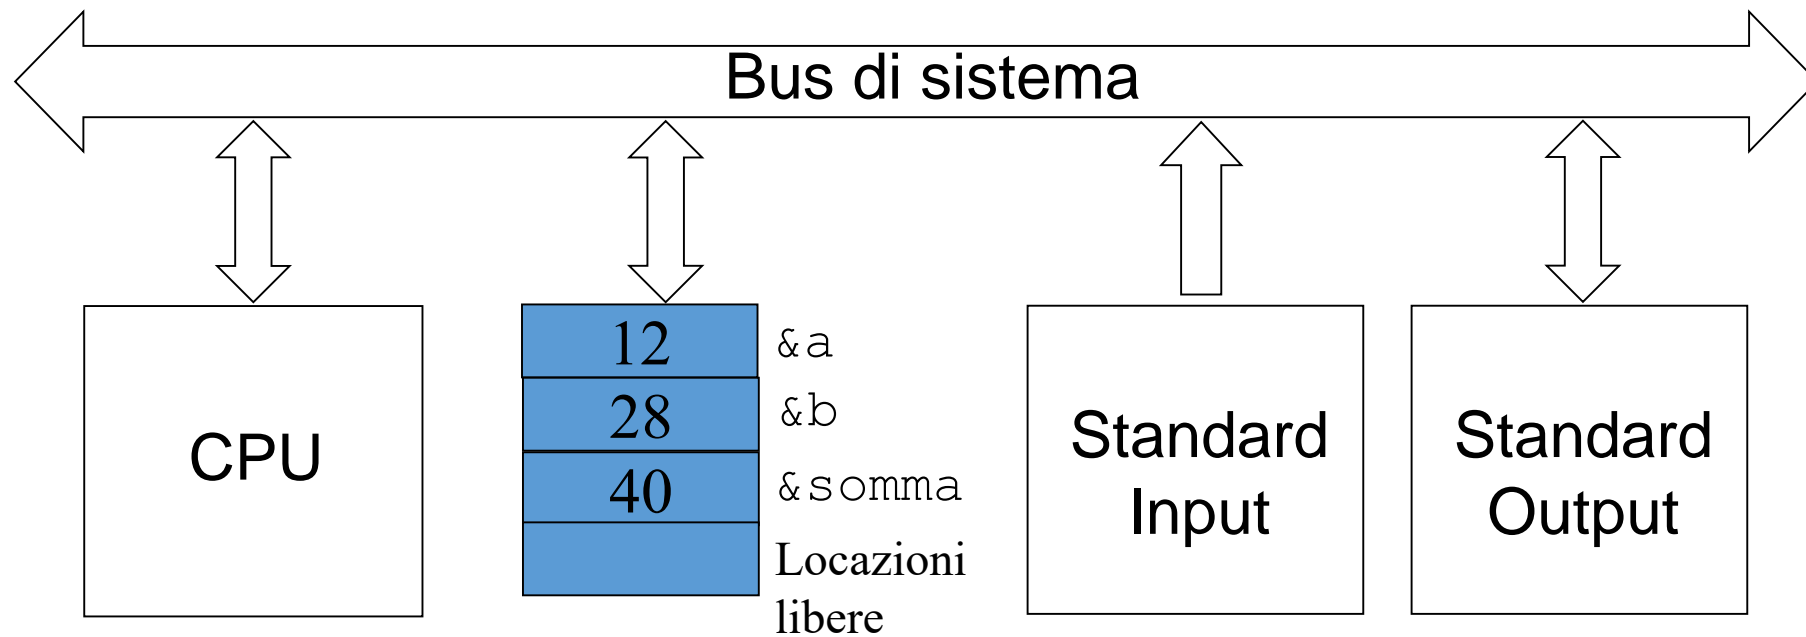 Bus di sistema
CPU
12
&a
28
&b
40
&somma
Locazioni
libere
Standard
Input
Standard
Output